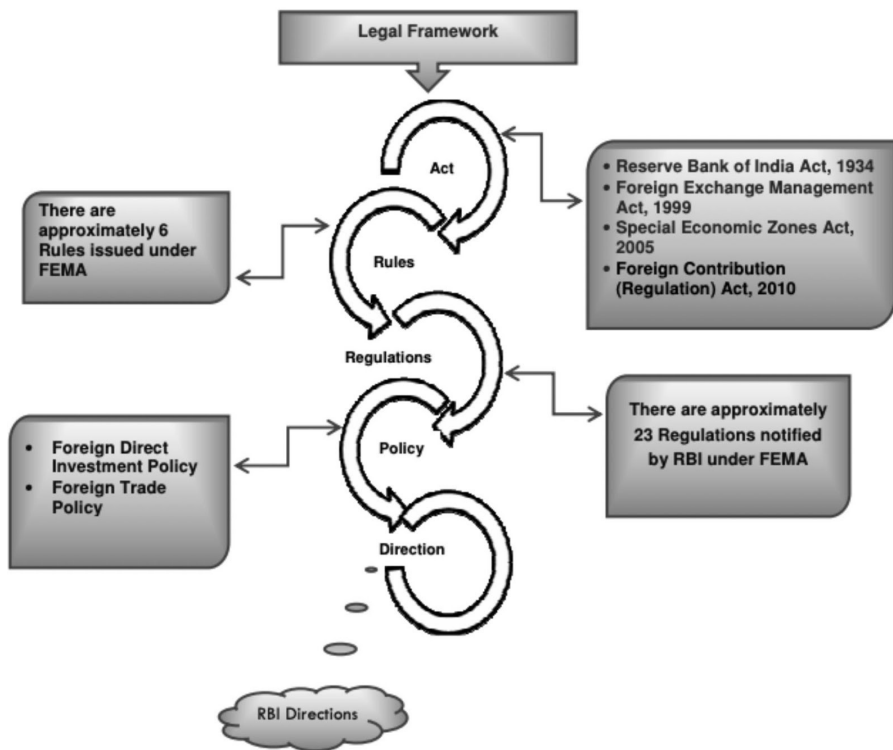 Legal Framework
Act
• Reserve Bank of India Act, 1934
• Foreign Exchange Management
Act, 1999
• Special Economic Zones Act,
2005
• Foreign Contribution
(Regulation) Act, 2010
There are
approximately 6
Rules issued under
FEMA
Rules
Regulations
There are approximately
23 Regulations notified
by RBI under FEMA
• Foreign Direct
Investment Policy
• Foreign Trade
Policy
Policy
Direction
RBI Directions